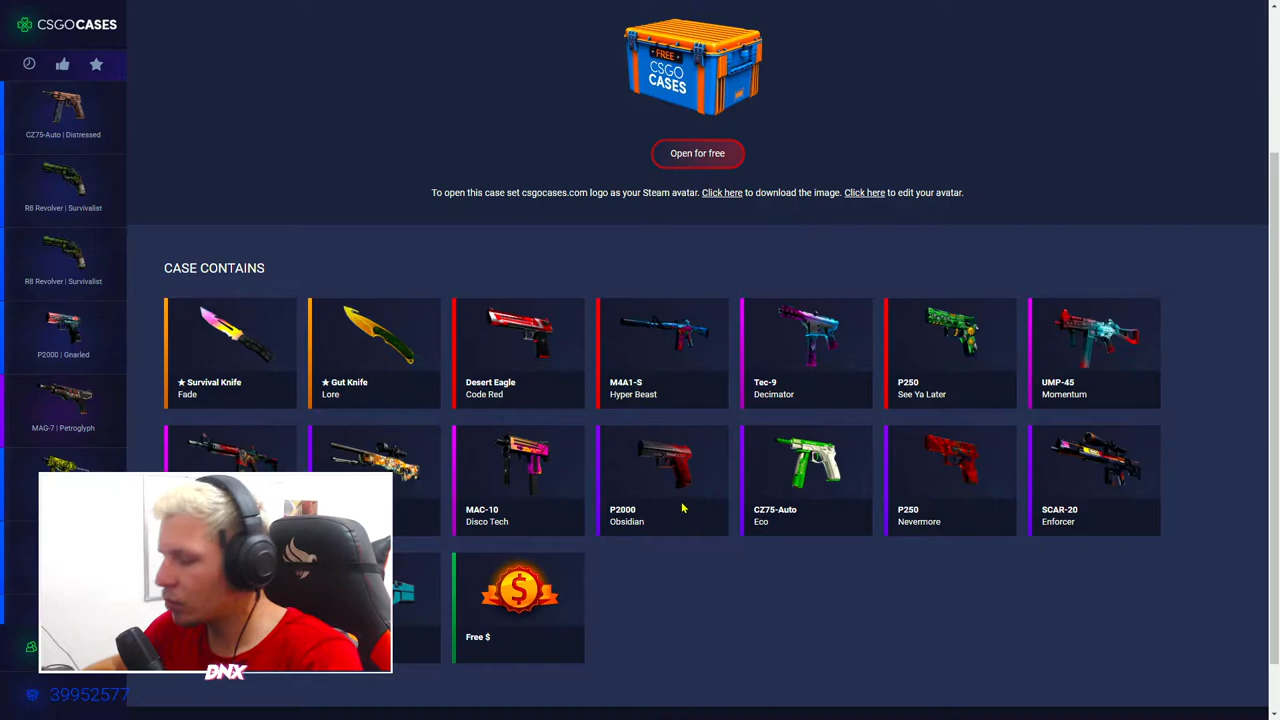 CSGOCASES
CZ75-Auto | Distressed
R8 Revolver | Survivalist
R8 Revolver | Survivalist
P2000 | Gnarled
MAG-7 | Petroglyph
39952577
FREE
CSGO
CASES
Open for free
To open this case set csgocases.com logo as your Steam avatar. Click here to download the image. Click here to edit your avatar.
CASE CONTAINS
★ Survival Knife
Fade
★ Gut Knife
Lore
Desert Eagle
Code Red
M4A1-S
Hyper Beast
Tec-9
Decimator
P250
See Ya Later
UMP-45
Momentum
MAC-10
Disco Tech
P2000
Obsidian
CZ75-Auto
Eco
P250
Nevermore
SCAR-20
Enforcer
$
Free $
DNX